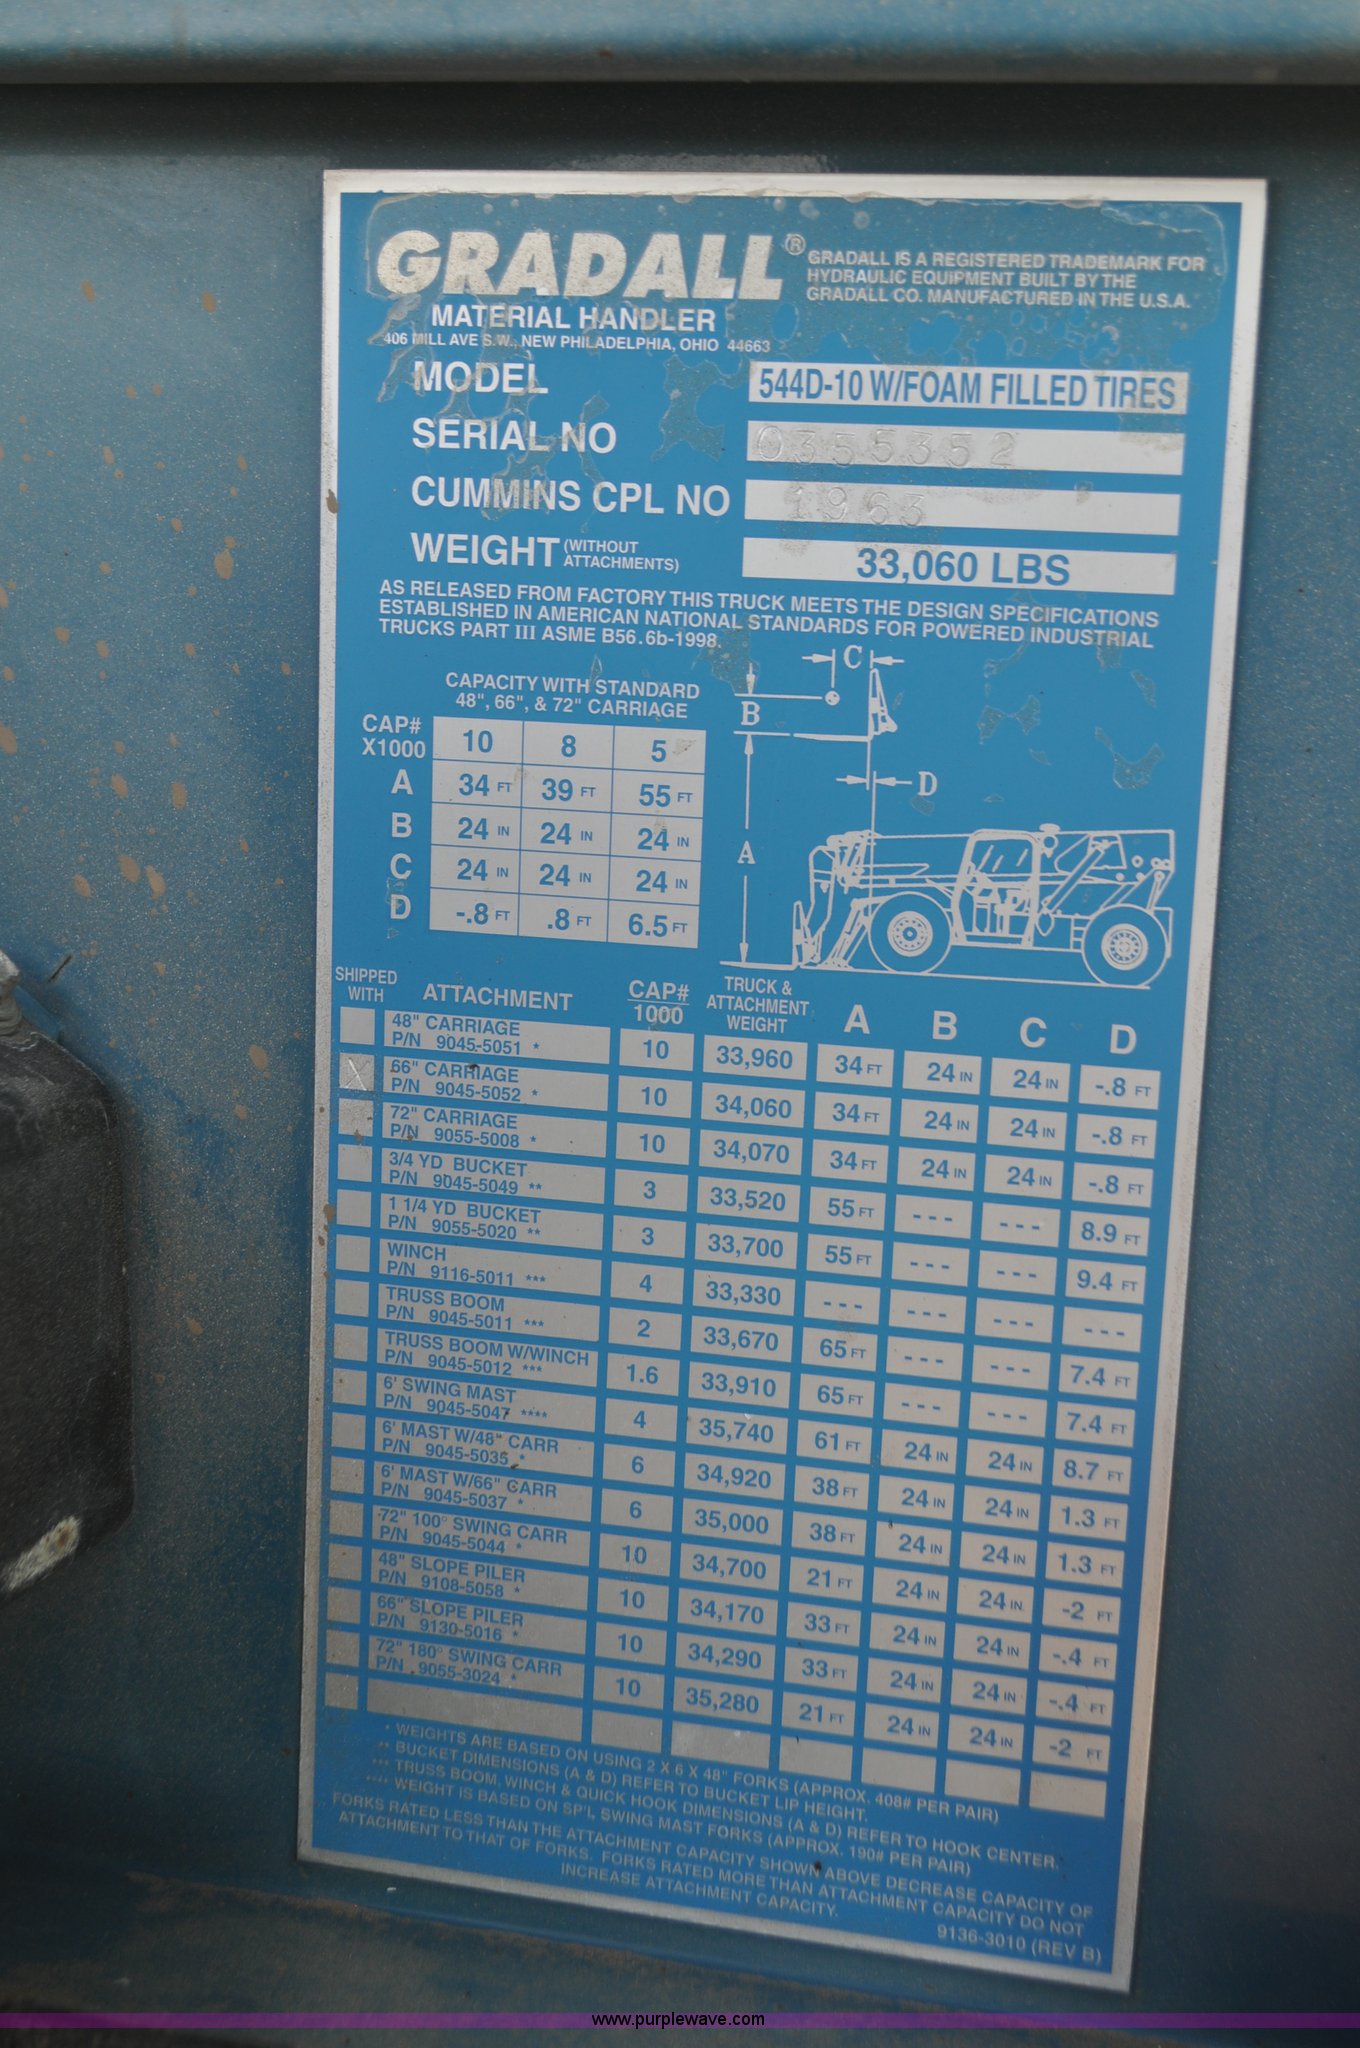 GRADALL®
GRADALL IS A REGISTERED TRADEMARK FOR
HYDRAULIC EQUIPMENT BUILT BY THE
GRADALL CO. MANUFACTURED IN THE U.S.A.
MATERIAL HANDLER
406 MILL AVE S.W., NEW PHILADELPHIA, OHIO 44663
MODEL 544D-10 W/FOAM FILLED TIRES
SERIAL NO 0355352
CUMMINS CPL NO 1963
WEIGHT (WITHOUT ATTACHMENTS) 33,060 LBS
AS RELEASED FROM FACTORY THIS TRUCK MEETS THE DESIGN SPECIFICATIONS
ESTABLISHED IN AMERICAN NATIONAL STANDARDS FOR POWERED INDUSTRIAL
TRUCKS PART III ASME B56.6b-1998.
CAPACITY WITH STANDARD
48", 66", & 72" CARRIAGE
CAP# X1000 10 8 5
A 34 FT 39 FT 55 FT
B 24 IN 24 IN 24 IN
C 24 IN 24 IN 24 IN
D -.8 FT .8 FT 6.5 FT
C
B
D
A
SHIPPED WITH ATTACHMENT CAP# 1000 TRUCK & ATTACHMENT WEIGHT A B C D
48" CARRIAGE P/N 9045-5051 * 10 33,960 34 FT 24 IN 24 IN -.8 FT
X 66" CARRIAGE P/N 9045-5052 * 10 34,060 34 FT 24 IN 24 IN -.8 FT
72" CARRIAGE P/N 9055-5008 * 10 34,070 34 FT 24 IN 24 IN -.8 FT
3/4 YD BUCKET P/N 9045-5049 ** 3 33,520 55 FT --- --- 8.9 FT
1 1/4 YD BUCKET P/N 9055-5020 ** 3 33,700 55 FT --- --- 9.4 FT
WINCH P/N 9116-5011 *** 4 33,330 --- --- --- ---
TRUSS BOOM P/N 9045-5011 *** 2 33,670 65 FT --- --- 7.4 FT
TRUSS BOOM W/WINCH P/N 9045-5012 *** 1.6 33,910 65 FT --- --- 7.4 FT
6' SWING MAST P/N 9045-5047 **** 4 35,740 61 FT 24 IN 24 IN 8.7 FT
6' MAST W/48" CARR P/N 9045-5035 * 6 34,920 38 FT 24 IN 24 IN 1.3 FT
6' MAST W/66" CARR P/N 9045-5037 * 6 35,000 38 FT 24 IN 24 IN 1.3 FT
72" 100° SWING CARR P/N 9045-5044 * 10 34,700 21 FT 24 IN 24 IN -2 FT
48" SLOPE PILER P/N 9108-5058 * 10 34,170 33 FT 24 IN 24 IN -.4 FT
66" SLOPE PILER P/N 9130-5016 * 10 34,290 33 FT 24 IN 24 IN -.4 FT
72" 180° SWING CARR P/N 9055-3024 * 10 35,280 21 FT 24 IN 24 IN -2 FT
* WEIGHTS ARE BASED ON USING 2 X 6 X 48" FORKS (APPROX. 408# PER PAIR)
** BUCKET DIMENSIONS (A & D) REFER TO BUCKET LIP HEIGHT.
*** TRUSS BOOM, WINCH & QUICK HOOK DIMENSIONS (A & D) REFER TO HOOK CENTER.
**** WEIGHT IS BASED ON SP'L SWING MAST FORKS (APPROX. 190# PER PAIR)
FORKS RATED LESS THAN THE ATTACHMENT CAPACITY SHOWN ABOVE DECREASE CAPACITY OF
ATTACHMENT TO THAT OF FORKS. FORKS RATED MORE THAN ATTACHMENT CAPACITY DO NOT
INCREASE ATTACHMENT CAPACITY.
9136-3010 (REV B)
www.purplewave.com